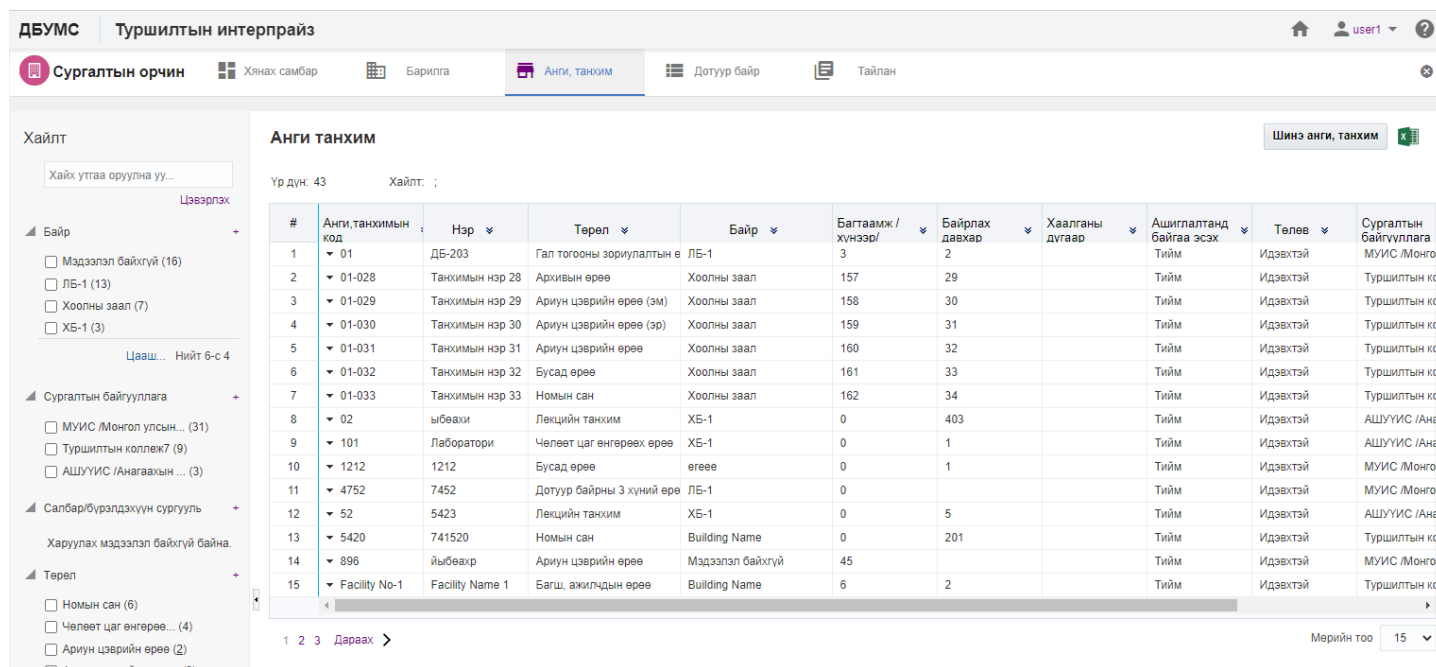 ДБУМС Туршилтын интерпрайз user1
Сургалтын орчин Хянах самбар Барилга Анги, танхим Дотуур байр Тайлан
Хайлт
Хайх утгаа оруулна уу...
Цэвэрлэх
Байр +
Мэдээлэл байхгүй (16)
ЛБ-1 (13)
Хоолны заал (7)
ХБ-1 (3)
Цааш... Нийт 6-с 4
Сургалтын байгууллага +
МУИС /Монгол улсын... (31)
Туршилтын коллеж7 (9)
АШУҮИС /Анагаахын ... (3)
Салбар/бүрэлдэхүүн сургууль +
Харуулах мэдээлэл байхгүй байна.
Төрөл +
Номын сан (6)
Чөлөөт цаг өнгөрөө... (4)
Ариун цэврийн өрөө (2)
Анги танхим
Шинэ анги, танхим
Үр дүн: 43 Хайлт: ;
# Анги,танхимын код Нэр Төрөл Байр Багтаамж / хүнээр/ Байрлах давхар Хаалганы дугаар Ашиглалтанд байгаа эсэх Төлөв Сургалтын байгууллага
1 01 ДБ-203 Гал тогооны зориулалтын ө ЛБ-1 3 2 Тийм Идэвхтэй МУИС /Монго
2 01-028 Танхимын нэр 28 Архивын өрөө Хоолны заал 157 29 Тийм Идэвхтэй Туршилтын ко
3 01-029 Танхимын нэр 29 Ариун цэврийн өрөө (эм) Хоолны заал 158 30 Тийм Идэвхтэй Туршилтын ко
4 01-030 Танхимын нэр 30 Ариун цэврийн өрөө (эр) Хоолны заал 159 31 Тийм Идэвхтэй Туршилтын ко
5 01-031 Танхимын нэр 31 Ариун цэврийн өрөө Хоолны заал 160 32 Тийм Идэвхтэй Туршилтын ко
6 01-032 Танхимын нэр 32 Бусад өрөө Хоолны заал 161 33 Тийм Идэвхтэй Туршилтын ко
7 01-033 Танхимын нэр 33 Номын сан Хоолны заал 162 34 Тийм Идэвхтэй Туршилтын ко
8 02 ыбөахи Лекцийн танхим ХБ-1 0 403 Тийм Идэвхтэй АШУҮИС /Ана
9 101 Лаборатори Чөлөөт цаг өнгөрөөх өрөө ХБ-1 0 1 Тийм Идэвхтэй АШУҮИС /Ана
10 1212 1212 Бусад өрөө егеее 0 1 Тийм Идэвхтэй МУИС /Монго
11 4752 7452 Дотуур байрны 3 хүний өрө ЛБ-1 0 Тийм Идэвхтэй МУИС /Монго
12 52 5423 Лекцийн танхим ХБ-1 0 5 Тийм Идэвхтэй АШУҮИС /Ана
13 5420 741520 Номын сан Building Name 0 201 Тийм Идэвхтэй Туршилтын ко
14 896 йыбөахр Ариун цэврийн өрөө Мэдээлэл байхгүй 45 Тийм Идэвхтэй МУИС /Монго
15 Facility No-1 Facility Name 1 Багш, ажилчдын өрөө Building Name 6 2 Тийм Идэвхтэй Туршилтын ко
1 2 3 Дараах Мөрийн тоо 15